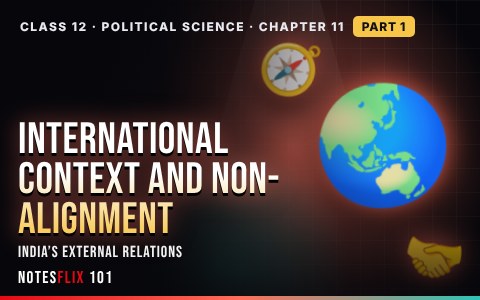 CLASS 12 · POLITICAL SCIENCE · CHAPTER 11 PART 1
INTERNATIONAL
CONTEXT AND NON-
ALIGNMENT
INDIA'S EXTERNAL RELATIONS
NOTESFLIX 101